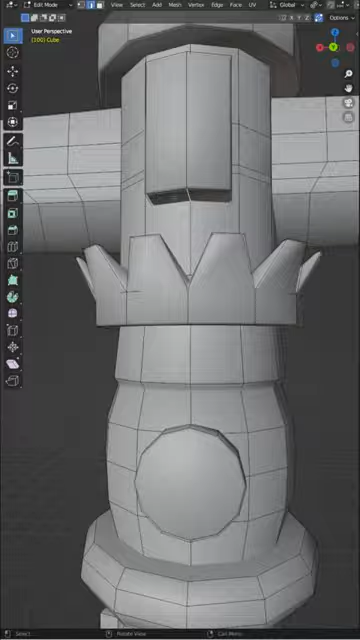 Edit Mode View Select Add Mesh Vertex Edge Face UV Global
X Y Z Options
User Perspective
(100) Cube
Z
X
Y
Select Rotate View Call Menu